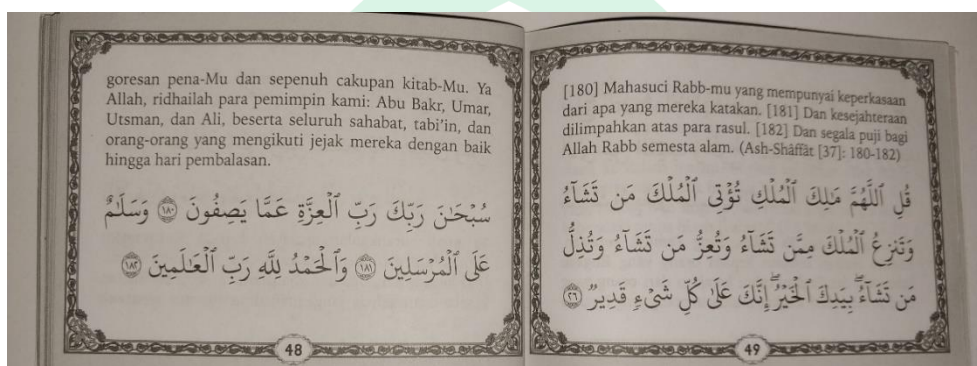 goresan pena-Mu dan sepenuh cakupan kitab-Mu. Ya
Allah, ridhailah para pemimpin kami: Abu Bakr, Umar,
Utsman, dan Ali, beserta seluruh sahabat, tabi'in, dan
orang-orang yang mengikuti jejak mereka dengan baik
hingga hari pembalasan.
سُبْحَٰنَ رَبِّكَ رَبِّ ٱلْعِزَّةِ عَمَّا يَصِفُونَ ۝١٨٠ وَسَلَٰمٌ
عَلَى ٱلْمُرْسَلِينَ ۝١٨١ وَٱلْحَمْدُ لِلَّهِ رَبِّ ٱلْعَٰلَمِينَ ۝١٨٢
48
[180] Mahasuci Rabb-mu yang mempunyai keperkasaan
dari apa yang mereka katakan. [181] Dan kesejahteraan
dilimpahkan atas para rasul. [182] Dan segala puji bagi
Allah Rabb semesta alam. (Ash-Shâffât [37]: 180-182)
قُلِ ٱللَّهُمَّ مَٰلِكَ ٱلْمُلْكِ تُؤْتِى ٱلْمُلْكَ مَن تَشَآءُ
وَتَنزِعُ ٱلْمُلْكَ مِمَّن تَشَآءُ وَتُعِزُّ مَن تَشَآءُ وَتُذِلُّ
مَن تَشَآءُ ۖ بِيَدِكَ ٱلْخَيْرُ ۖ إِنَّكَ عَلَىٰ كُلِّ شَىْءٍ قَدِيرٌ ۝٢٦
49